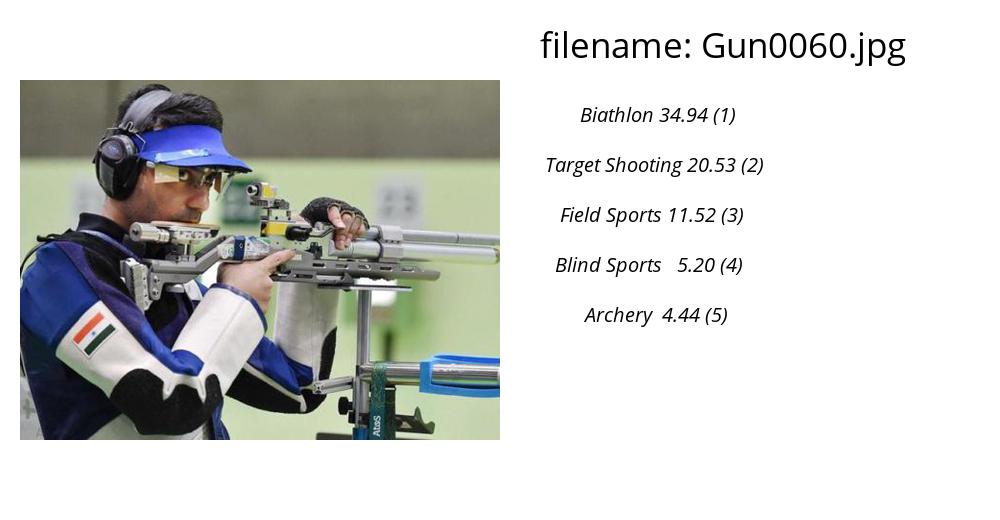 filename: Gun0060.jpg
Biathlon 34.94 (1)
Target Shooting 20.53 (2)
Field Sports 11.52 (3)
Blind Sports 5.20 (4)
Archery 4.44 (5)